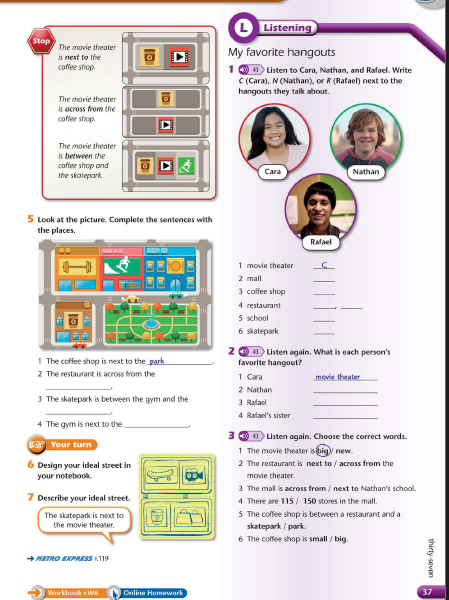 Stop
The movie theater
is next to the
coffee shop.
The movie theater
is across from the
coffee shop.
The movie theater
is between the
coffee shop and
the skatepark.
5 Look at the picture. Complete the sentences with
the places.
1 The coffee shop is next to the park.
2 The restaurant is across from the
.
3 The skatepark is between the gym and the
.
4 The gym is next to the .
Your turn
6 Design your ideal street in
your notebook.
7 Describe your ideal street.
The skatepark is next to
the movie theater.
METRO EXPRESS P.119
Workbook P.W6 Online Homework
L Listening
My favorite hangouts
1 43 Listen to Cara, Nathan, and Rafael. Write
C (Cara), N (Nathan), or R (Rafael) next to the
hangouts they talk about.
Cara
Nathan
Rafael
1 movie theater C
2 mall
3 coffee shop
4 restaurant ,
5 school
6 skatepark
2 43 Listen again. What is each person's
favorite hangout?
1 Cara movie theater
2 Nathan
3 Rafael
4 Rafael's sister
3 43 Listen again. Choose the correct words.
1 The movie theater is big / new.
2 The restaurant is next to / across from the
movie theater.
3 The mall is across from / next to Nathan's school.
4 There are 115 / 150 stores in the mall.
5 The coffee shop is between a restaurant and a
skatepark / park.
6 The coffee shop is small / big.
thirty-seven
37